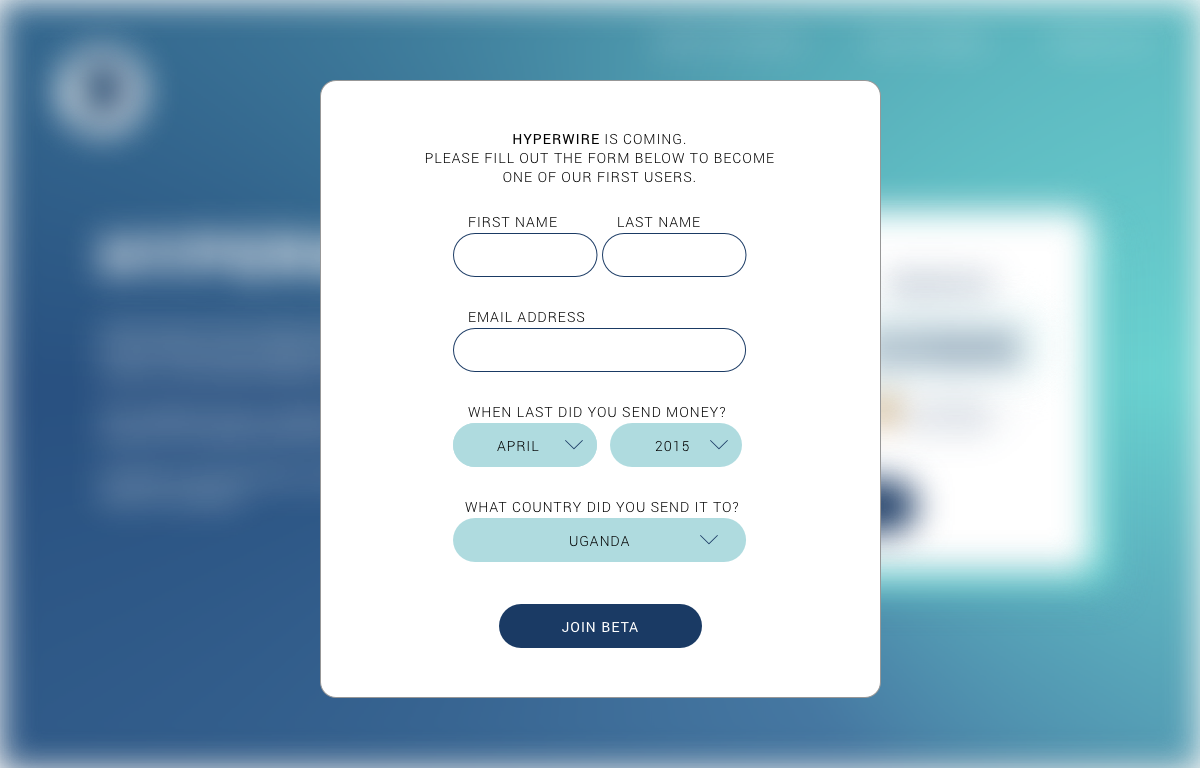 HYPERWIRE IS COMING.
PLEASE FILL OUT THE FORM BELOW TO BECOME
ONE OF OUR FIRST USERS.
FIRST NAME LAST NAME
EMAIL ADDRESS
WHEN LAST DID YOU SEND MONEY?
APRIL 2015
WHAT COUNTRY DID YOU SEND IT TO?
UGANDA
JOIN BETA